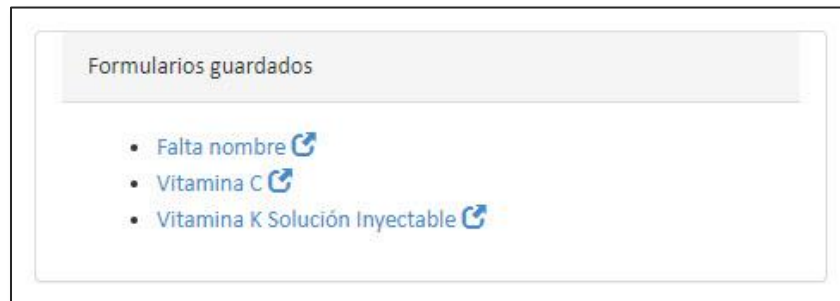 Formularios guardados
Falta nombre
Vitamina C
Vitamina K Solución Inyectable